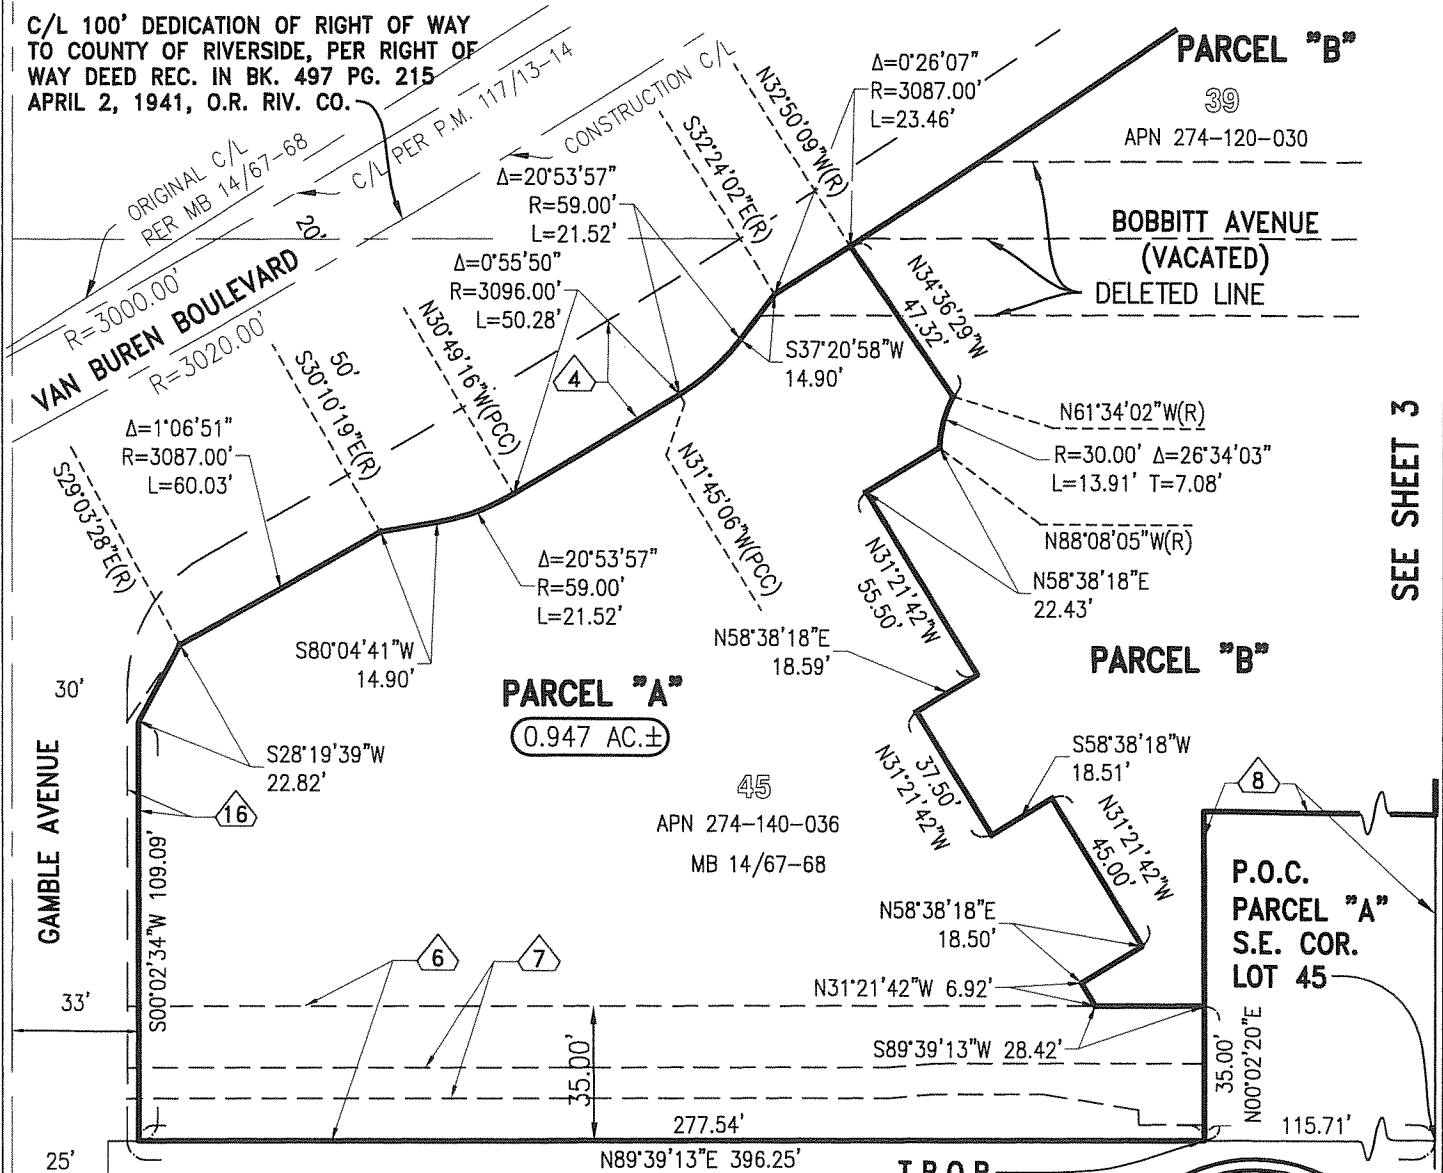 C/L 100' DEDICATION OF RIGHT OF WAY
TO COUNTY OF RIVERSIDE, PER RIGHT OF
WAY DEED REC. IN BK. 497 PG. 215
APRIL 2, 1941, O.R. RIV. CO.
ORIGINAL C/L
PER MB 14/67-68
C/L PER P.M. 117/13-14
CONSTRUCTION C/L
20'
R=3000.00'
VAN BUREN BOULEVARD
R=3020.00'
50'
N32°50'09"W(R)
S32°24'02"E(R)
Δ=0°26'07"
R=3087.00'
L=23.46'
PARCEL "B"
39
APN 274-120-030
BOBBITT AVENUE
(VACATED)
DELETED LINE
Δ=20°53'57"
R=59.00'
L=21.52'
Δ=0°55'50"
R=3096.00'
L=50.28'
N30°49'16"W(PCC)
S30°10'19"E(R)
4
S37°20'58"W
14.90'
N34°36'29"W
47.32'
N61°34'02"W(R)
R=30.00' Δ=26°34'03"
L=13.91' T=7.08'
N88°08'05"W(R)
N58°38'18"E
22.43'
SEE SHEET 3
Δ=1°06'51"
R=3087.00'
L=60.03'
S29°03'28"E(R)
N31°45'06"W(PCC)
Δ=20°53'57"
R=59.00'
L=21.52'
S80°04'41"W
14.90'
N31°21'42"W
55.50'
N58°38'18"E
18.59'
PARCEL "B"
30'
PARCEL "A"
0.947 AC.±
S28°19'39"W
22.82'
16
GAMBLE AVENUE
S00°02'34"W 109.09'
45
APN 274-140-036
MB 14/67-68
37.50'
N31°21'42"W
S58°38'18"W
18.51'
N31°21'42"W
45.00'
8
P.O.C.
PARCEL "A"
S.E. COR.
LOT 45
N58°38'18"E
18.50'
6
7
33'
N31°21'42"W 6.92'
S89°39'13"W 28.42'
35.00'
35.00'
N00°02'20"E
277.54'
115.71'
25'
N89°39'13"E 396.25'
T.P.O.B.